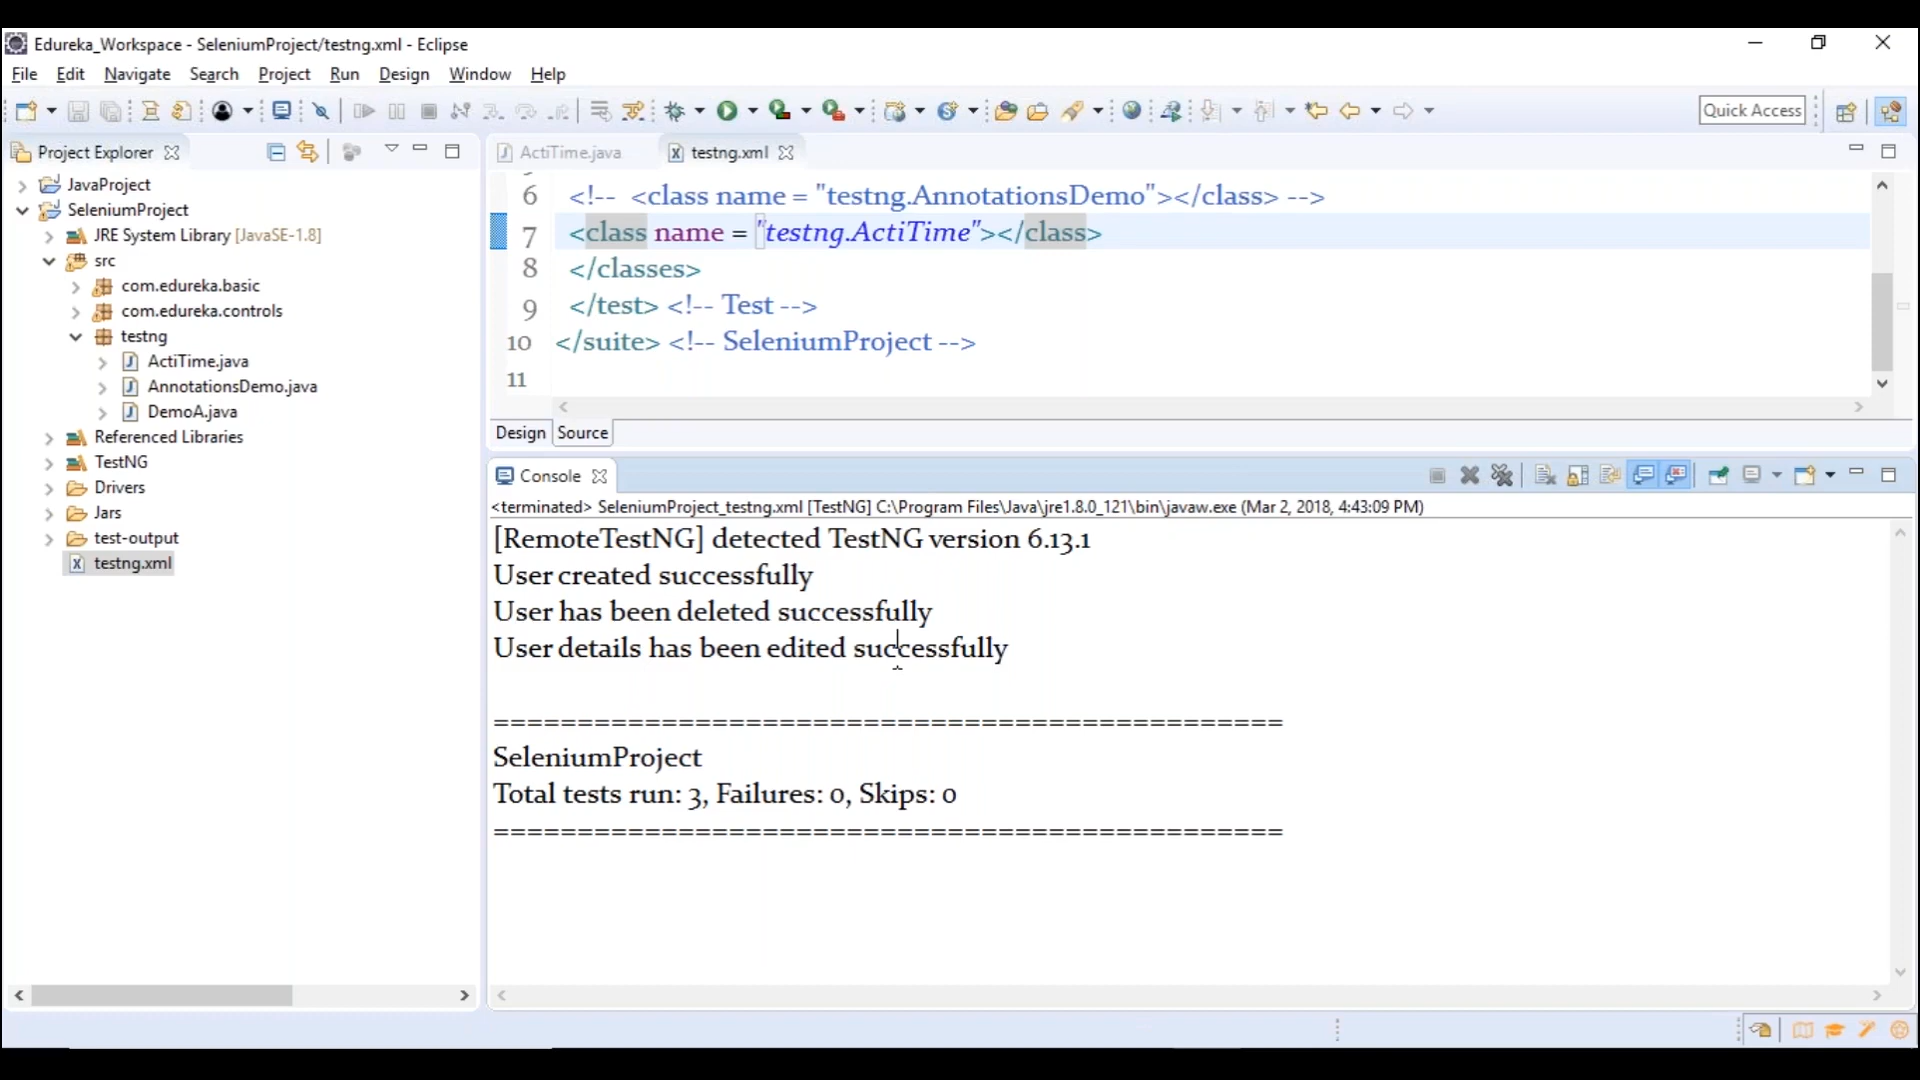 Edureka_Workspace - SeleniumProject/testng.xml - Eclipse
File Edit Navigate Search Project Run Design Window Help
Quick Access
Project Explorer
JavaProject
SeleniumProject
JRE System Library [JavaSE-1.8]
src
com.edureka.basic
com.edureka.controls
testng
ActiTime.java
AnnotationsDemo.java
DemoA.java
Referenced Libraries
TestNG
Drivers
Jars
test-output
testng.xml
ActiTime.java testng.xml
6 <!-- <class name = "testng.AnnotationsDemo"></class> -->
7 <class name = "testng.ActiTime"></class>
8 </classes>
9 </test> <!-- Test -->
10 </suite> <!-- SeleniumProject -->
11
Design Source
Console
<terminated> SeleniumProject_testng.xml [TestNG] C:\Program Files\Java\jre1.8.0_121\bin\javaw.exe (Mar 2, 2018, 4:43:09 PM)
[RemoteTestNG] detected TestNG version 6.13.1
User created successfully
User has been deleted successfully
User details has been edited successfully
===============================================
SeleniumProject
Total tests run: 3, Failures: 0, Skips: 0
===============================================